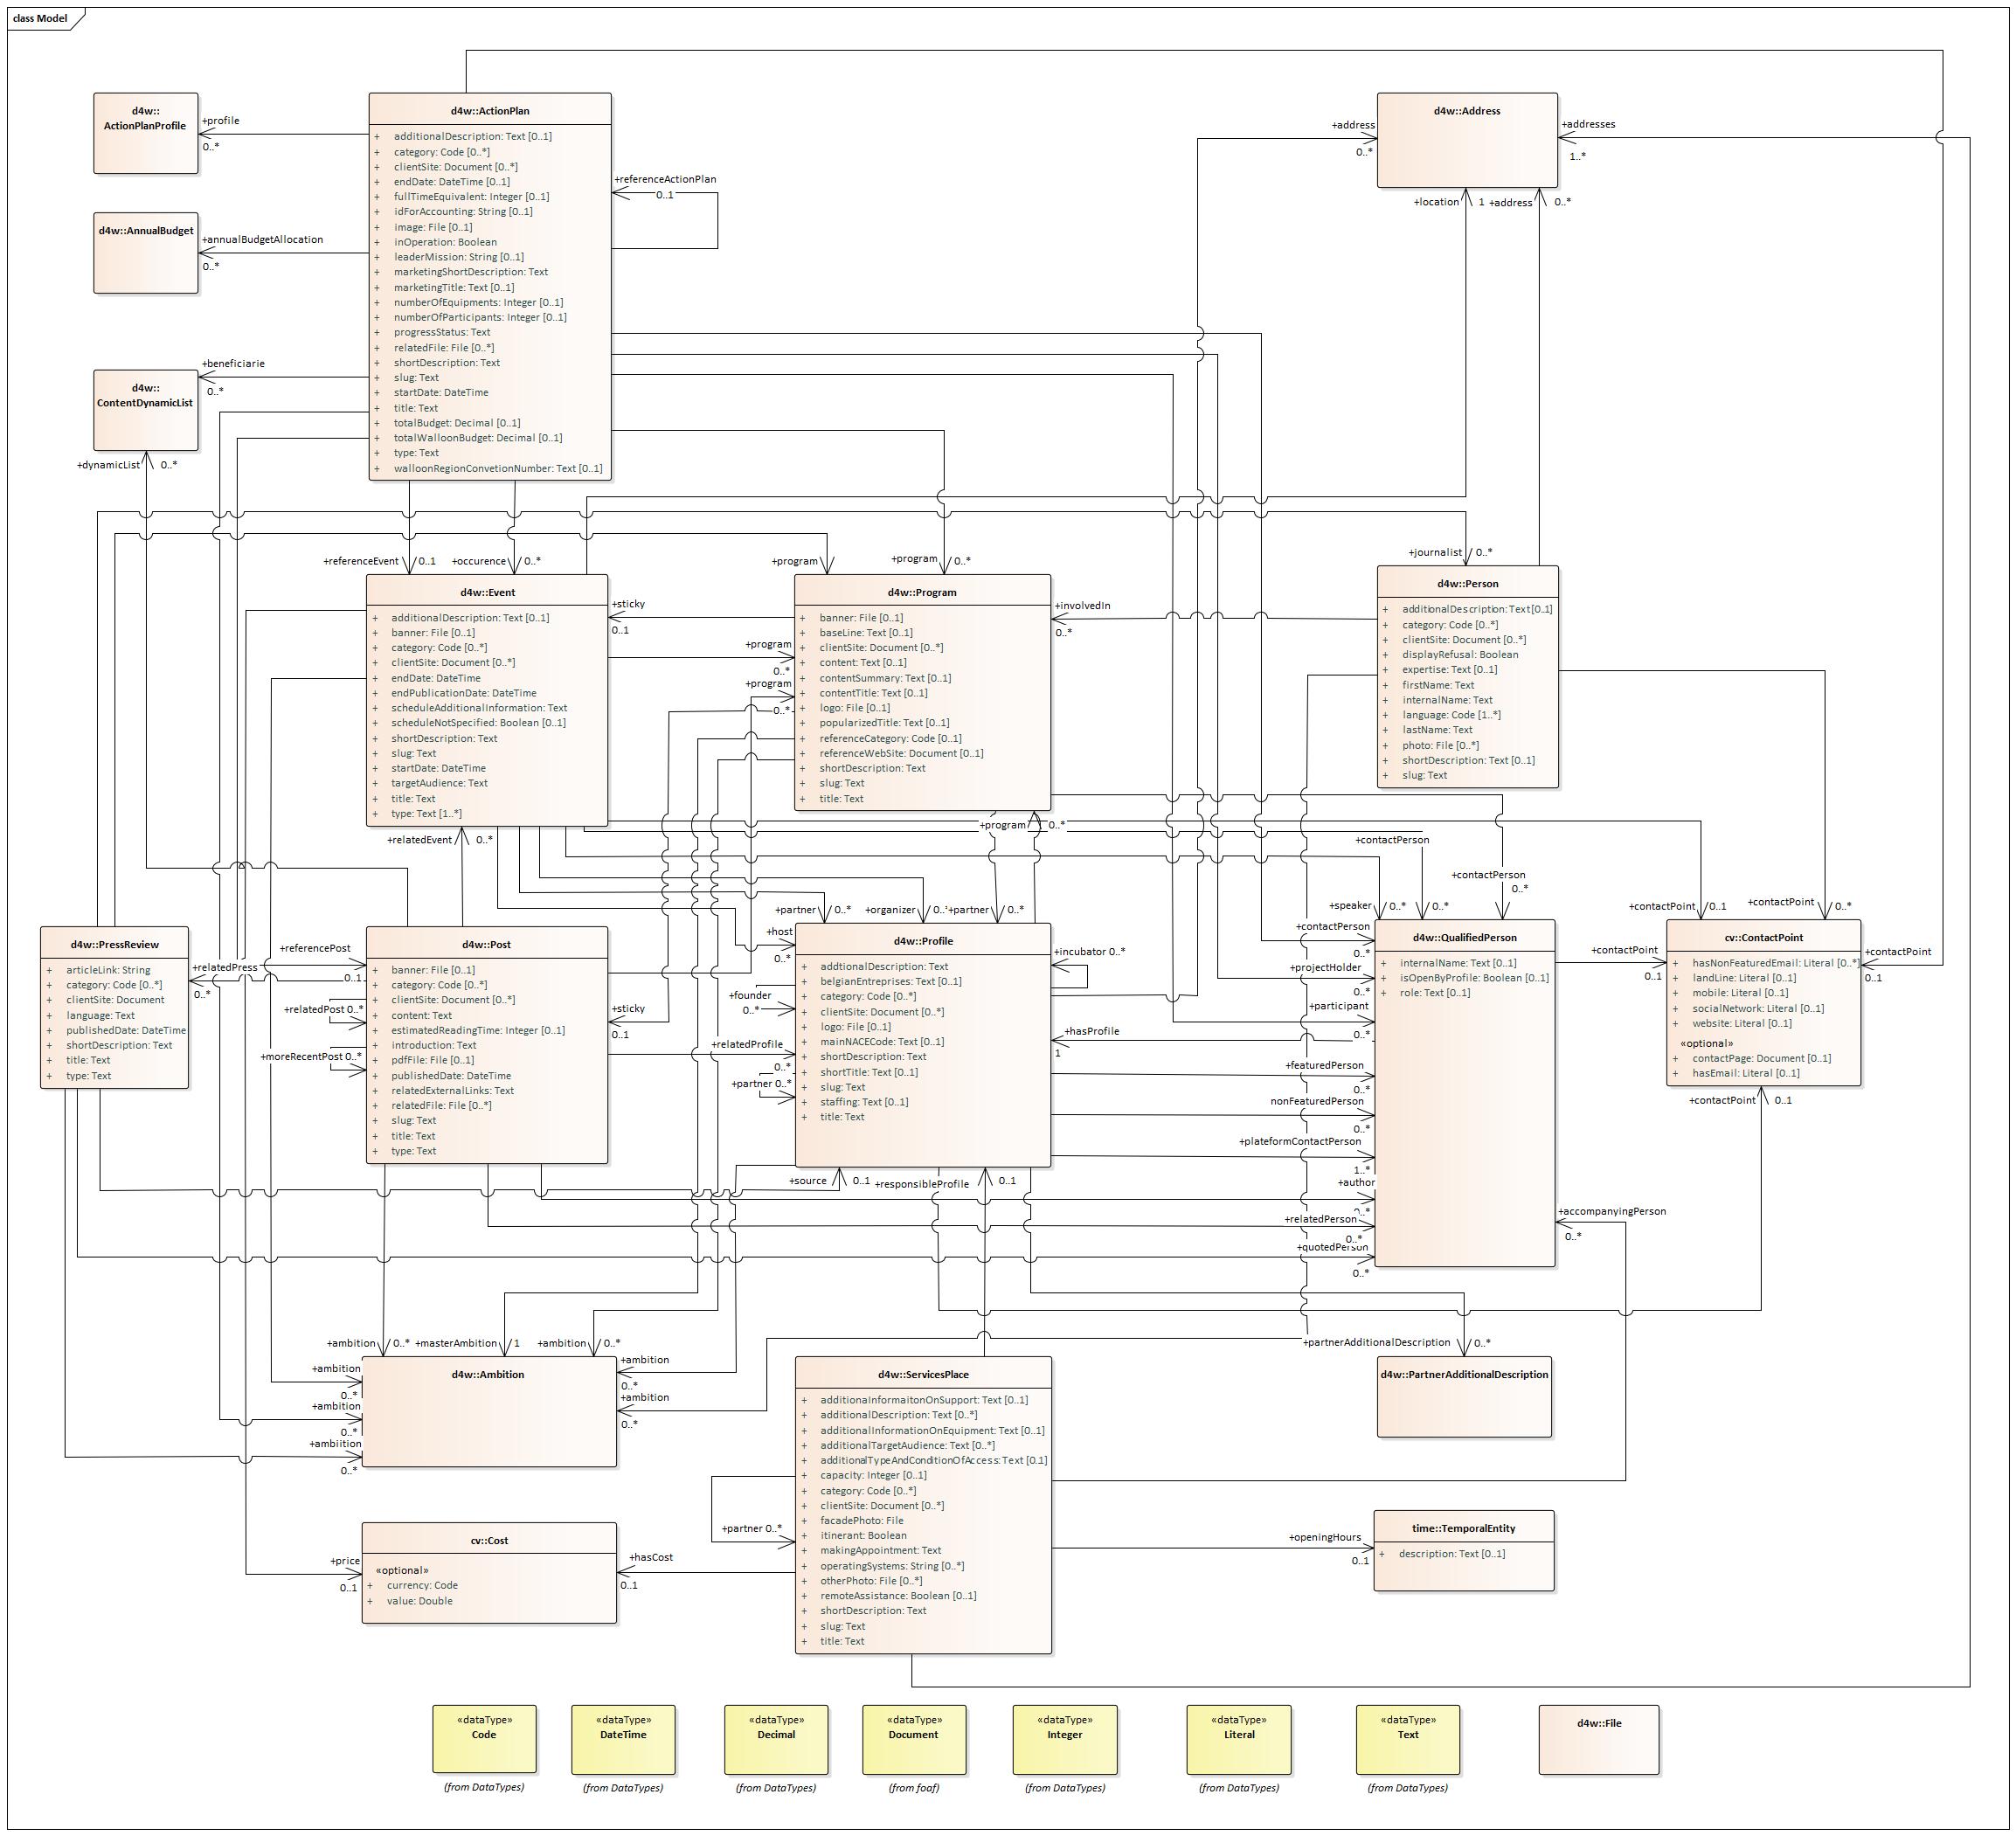 class Model
d4w::
ActionPlanProfile
+profile
0..*
d4w::AnnualBudget
+annualBudgetAllocation
0..*
d4w::
ContentDynamicList
+beneficiarie
0..*
+dynamicList
0..*
d4w::ActionPlan
+ additionalDescription: Text [0..1]
+ category: Code [0..*]
+ clientSite: Document [0..*]
+ endDate: DateTime [0..1]
+ fullTimeEquivalent: Integer [0..1]
+ idForAccounting: String [0..1]
+ image: File [0..1]
+ inOperation: Boolean
+ leaderMission: String [0..1]
+ marketingShortDescription: Text
+ marketingTitle: Text [0..1]
+ numberOfEquipments: Integer [0..1]
+ numberOfParticipants: Integer [0..1]
+ progressStatus: Text
+ relatedFile: File [0..*]
+ shortDescription: Text
+ slug: Text
+ startDate: DateTime
+ title: Text
+ totalBudget: Decimal [0..1]
+ totalWalloonBudget: Decimal [0..1]
+ type: Text
+ walloonRegionConvetionNumber: Text [0..1]
+referenceActionPlan
0..1
d4w::Address
+address
0..*
+addresses
1..*
+location 1
+address 0..*
+referenceEvent 0..1
+occurence 0..*
+program
+program 0..*
+journalist 0..*
d4w::Event
+ additionalDescription: Text [0..1]
+ banner: File [0..1]
+ category: Code [0..*]
+ clientSite: Document [0..*]
+ endDate: DateTime
+ endPublicationDate: DateTime
+ scheduleAdditionalInformation: Text
+ scheduleNotSpecified: Boolean [0..1]
+ shortDescription: Text
+ slug: Text
+ startDate: DateTime
+ targetAudience: Text
+ title: Text
+ type: Text [1..*]
+sticky
0..1
+program
0..*
+program
0..*
d4w::Program
+ banner: File [0..1]
+ baseLine: Text [0..1]
+ clientSite: Document [0..*]
+ content: Text [0..1]
+ contentSummary: Text [0..1]
+ contentTitle: Text [0..1]
+ logo: File [0..1]
+ popularizedTitle: Text [0..1]
+ referenceCategory: Code [0..1]
+ referenceWebSite: Document [0..1]
+ shortDescription: Text
+ slug: Text
+ title: Text
+involvedIn
0..*
d4w::Person
+ additionalDescription: Text [0..1]
+ category: Code [0..*]
+ clientSite: Document [0..*]
+ displayRefusal: Boolean
+ expertise: Text [0..1]
+ firstName: Text
+ internalName: Text
+ language: Code [1..*]
+ lastName: Text
+ photo: File [0..*]
+ shortDescription: Text [0..1]
+ slug: Text
+relatedEvent 0..*
+program 0..*
+contactPerson
0..*
+contactPerson
0..*
+partner 0..*
+organizer 0..*
+partner 0..*
+speaker 0..*
+contactPoint 0..1
+contactPoint 0..*
d4w::PressReview
+ articleLink: String
+ category: Code [0..*]
+ clientSite: Document
+ language: Text
+ publishedDate: DateTime
+ shortDescription: Text
+ title: Text
+ type: Text
+relatedPress
0..*
+referencePost
0..1
+relatedPost 0..*
+moreRecentPost 0..*
d4w::Post
+ banner: File [0..1]
+ category: Code [0..*]
+ clientSite: Document [0..*]
+ content: Text
+ estimatedReadingTime: Integer [0..1]
+ introduction: Text
+ pdfFile: File [0..1]
+ publishedDate: DateTime
+ relatedExternalLinks: Text
+ relatedFile: File [0..*]
+ slug: Text
+ title: Text
+ type: Text
+sticky
0..1
+host
0..*
+founder
0..*
+relatedProfile
0..*
+partner 0..*
d4w::Profile
+ addtionalDescription: Text
+ belgianEntreprises: Text [0..1]
+ category: Code [0..*]
+ clientSite: Document [0..*]
+ logo: File [0..1]
+ mainNACECode: Text [0..1]
+ shortDescription: Text
+ shortTitle: Text [0..1]
+ slug: Text
+ staffing: Text [0..1]
+ title: Text
+incubator 0..*
+hasProfile
1
+contactPerson
0..*
+projectHolder
0..*
+participant
0..*
+featuredPerson
0..*
nonFeaturedPerson
0..*
+plateformContactPerson
1..*
+author
0..*
+relatedPerson
0..*
+quotedPerson
0..*
d4w::QualifiedPerson
+ internalName: Text [0..1]
+ isOpenByProfile: Boolean [0..1]
+ role: Text [0..1]
+contactPoint
0..1
cv::ContactPoint
+ hasNonFeaturedEmail: Literal [0..*]
+ landLine: Literal [0..1]
+ mobile: Literal [0..1]
+ socialNetwork: Literal [0..1]
+ website: Literal [0..1]
«optional»
+ contactPage: Document [0..1]
+ hasEmail: Literal [0..1]
+contactPoint
0..1
+contactPoint 0..1
+source 0..1
+responsibleProfile 0..1
+accompanyingPerson
0..*
+ambition 0..*
+masterAmbition 1
+ambition 0..*
+ambition
0..*
+ambition
0..*
+ambiition
0..*
d4w::Ambition
+ambition
0..*
+ambition
0..*
+partnerAdditionalDescription 0..*
d4w::PartnerAdditionalDescription
d4w::ServicesPlace
+ additionaInformaitonOnSupport: Text [0..1]
+ additionalDescription: Text [0..*]
+ additionalInformationOnEquipment: Text [0..1]
+ additionalTargetAudience: Text [0..*]
+ additionalTypeAndConditionOfAccess: Text [0..1]
+ capacity: Integer [0..1]
+ category: Code [0..*]
+ clientSite: Document [0..*]
+ facadePhoto: File
+ itinerant: Boolean
+ makingAppointment: Text
+ operatingSystems: String [0..*]
+ otherPhoto: File [0..*]
+ remoteAssistance: Boolean [0..1]
+ shortDescription: Text
+ slug: Text
+ title: Text
+partner 0..*
+hasCost
0..1
+price
0..1
cv::Cost
«optional»
+ currency: Code
+ value: Double
+openingHours
0..1
time::TemporalEntity
+ description: Text [0..1]
«dataType»
Code
(from DataTypes)
«dataType»
DateTime
(from DataTypes)
«dataType»
Decimal
(from DataTypes)
«dataType»
Document
(from foaf)
«dataType»
Integer
(from DataTypes)
«dataType»
Literal
(from DataTypes)
«dataType»
Text
(from DataTypes)
d4w::File